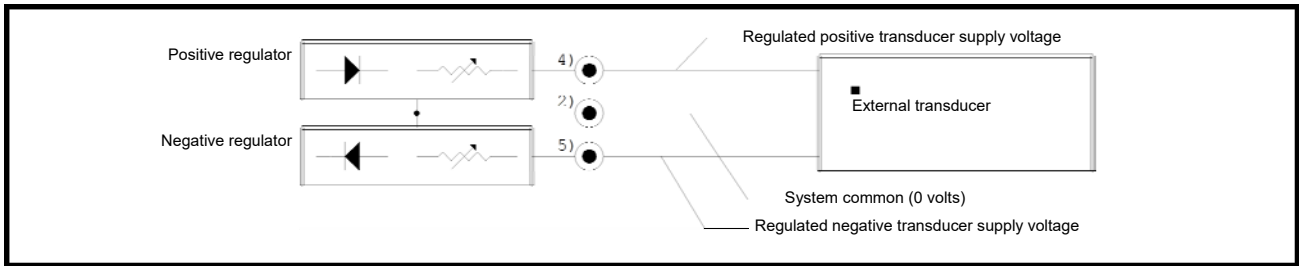 Regulated positive transducer supply voltage
Positive regulator
4)
External transducer
2)
Negative regulator
5)
System common (0 volts)
Regulated negative transducer supply voltage